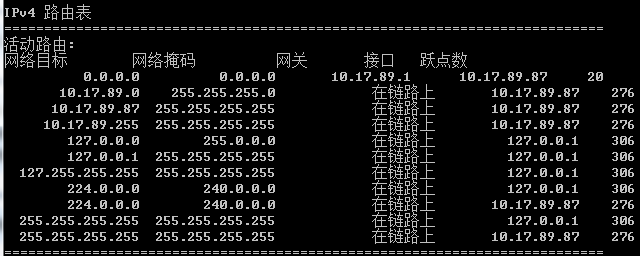 IPv4 路由表
===========================================================================
活动路由:
网络目标 网络掩码 网关 接口 跃点数
0.0.0.0 0.0.0.0 10.17.89.1 10.17.89.87 20
10.17.89.0 255.255.255.0 在链路上 10.17.89.87 276
10.17.89.87 255.255.255.255 在链路上 10.17.89.87 276
10.17.89.255 255.255.255.255 在链路上 10.17.89.87 276
127.0.0.0 255.0.0.0 在链路上 127.0.0.1 306
127.0.0.1 255.255.255.255 在链路上 127.0.0.1 306
127.255.255.255 255.255.255.255 在链路上 127.0.0.1 306
224.0.0.0 240.0.0.0 在链路上 127.0.0.1 306
224.0.0.0 240.0.0.0 在链路上 10.17.89.87 276
255.255.255.255 255.255.255.255 在链路上 127.0.0.1 306
255.255.255.255 255.255.255.255 在链路上 10.17.89.87 276
===========================================================================